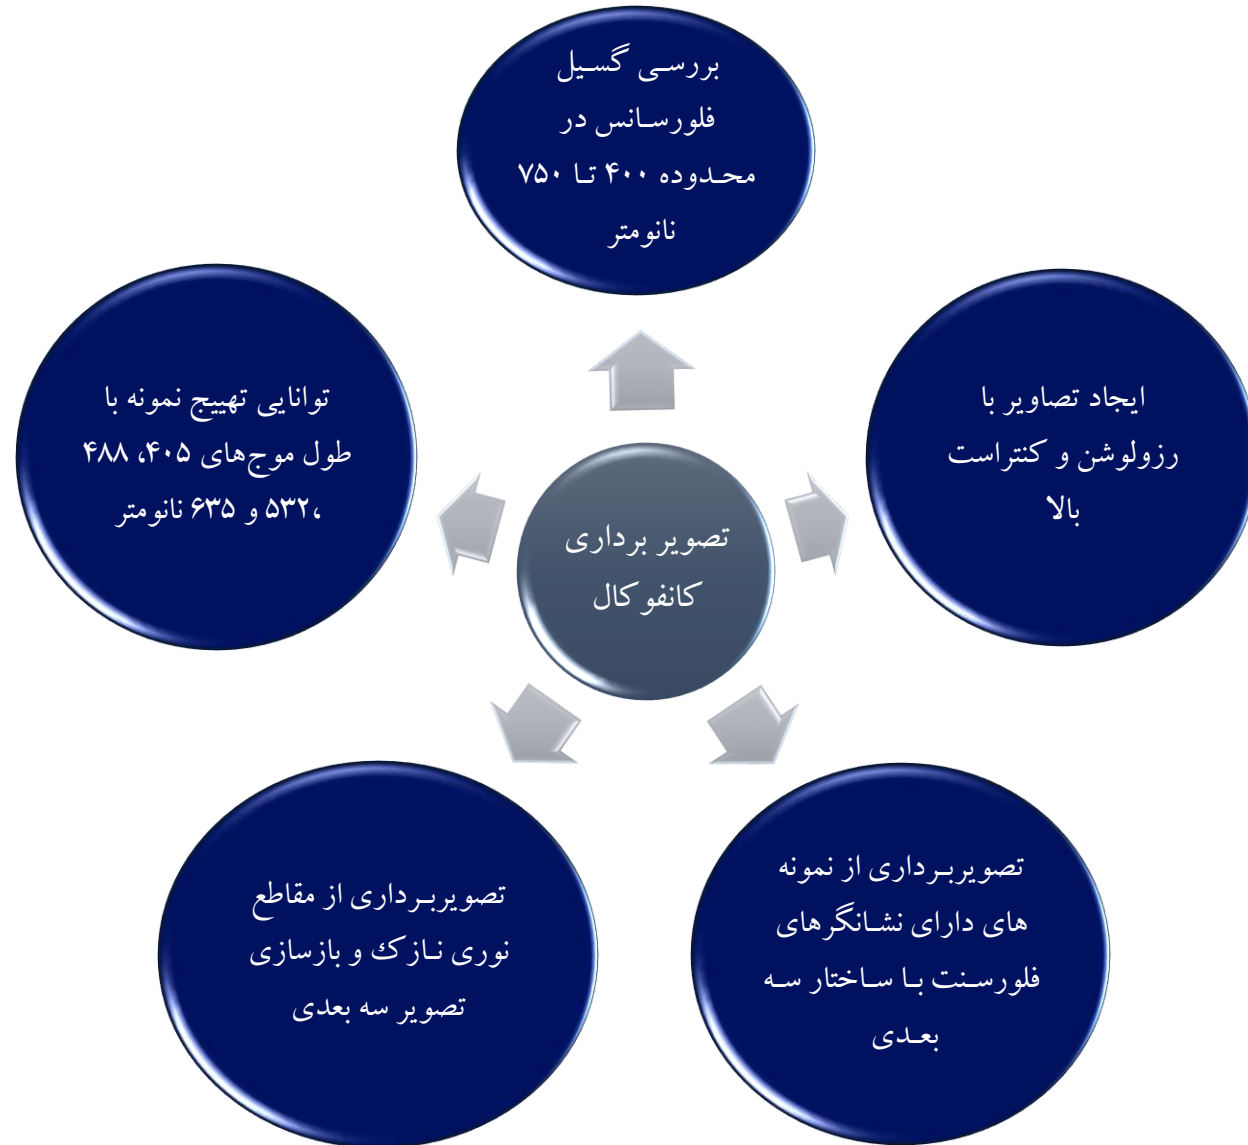 بررسی گسیل
فلورسانس در
محدوده ۴۰۰ تا ۷۵۰
نانومتر
ایجاد تصاویر با
رزولوشن و کنتراست
بالا
توانایی تهییج نمونه با
طول موج‌های ۴۰۵، ۴۸۸
،۵۳۲ و ۶۳۵ نانومتر
تصویر برداری
کانفوکال
تصویربرداری از نمونه
های دارای نشانگرهای
فلورسنت با ساختار سه
بعدی
تصویربرداری از مقاطع
نوری نازک و بازسازی
تصویر سه بعدی